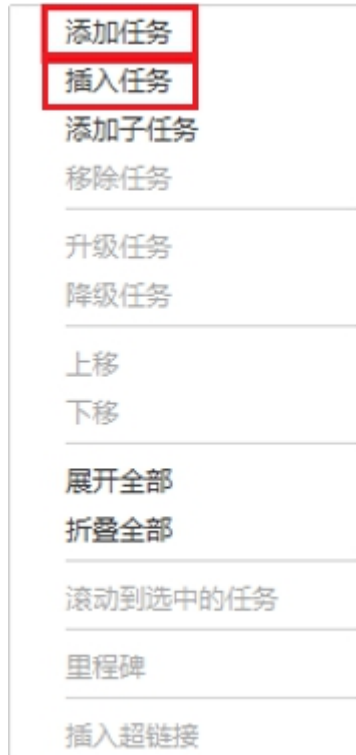 添加任务
插入任务
添加子任务
移除任务
升级任务
降级任务
上移
下移
展开全部
折叠全部
滚动到选中的任务
里程碑
插入超链接